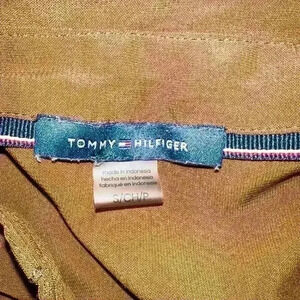 TOMMY HILFIGER
made in Indonesia
hecho en Indonesia
fabriqué en Indonésie
S/CH/P